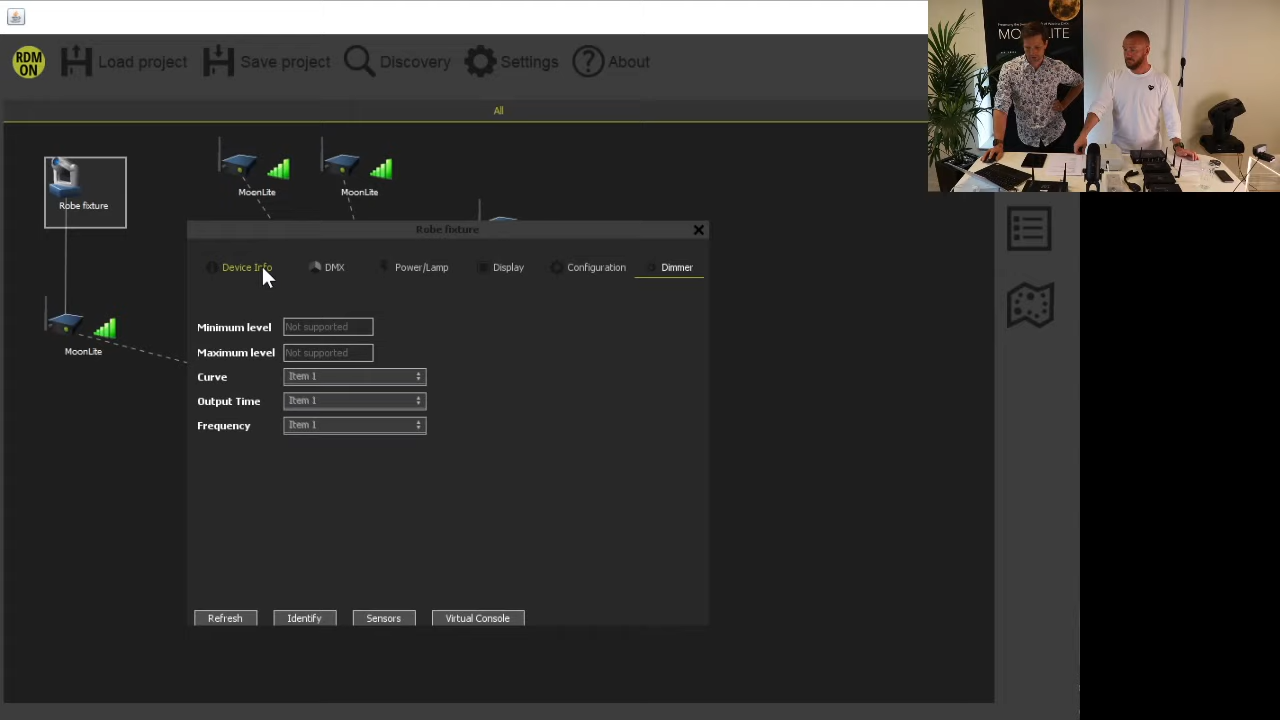 RDM
ON
Load project
Save project
Discovery
Settings
About
All
MOONLITE
Robe fixture
MoonLite
MoonLite
MoonLite
Robe fixture
Device Info
DMX
Power/Lamp
Display
Configuration
Dimmer
Minimum level
Not supported
Maximum level
Not supported
Curve
Item 1
Output Time
Item 1
Frequency
Item 1
Refresh
Identify
Sensors
Virtual Console